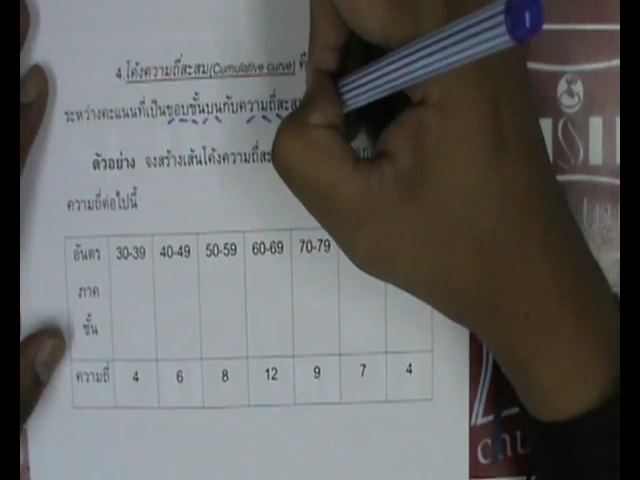 4.โค้งความถี่สะสม(Cumulative curve)
ระหว่างคะแนนที่เป็นขอบชั้นบนกับความถี่สะสม
ตัวอย่าง จงสร้างเส้นโค้งความถี่สะ
ความถี่ต่อไปนี้
อันตร 30-39 40-49 50-59 60-69 70-79
ภาค
ชั้น
ความถี่ 4 6 8 12 9 7 4
chu